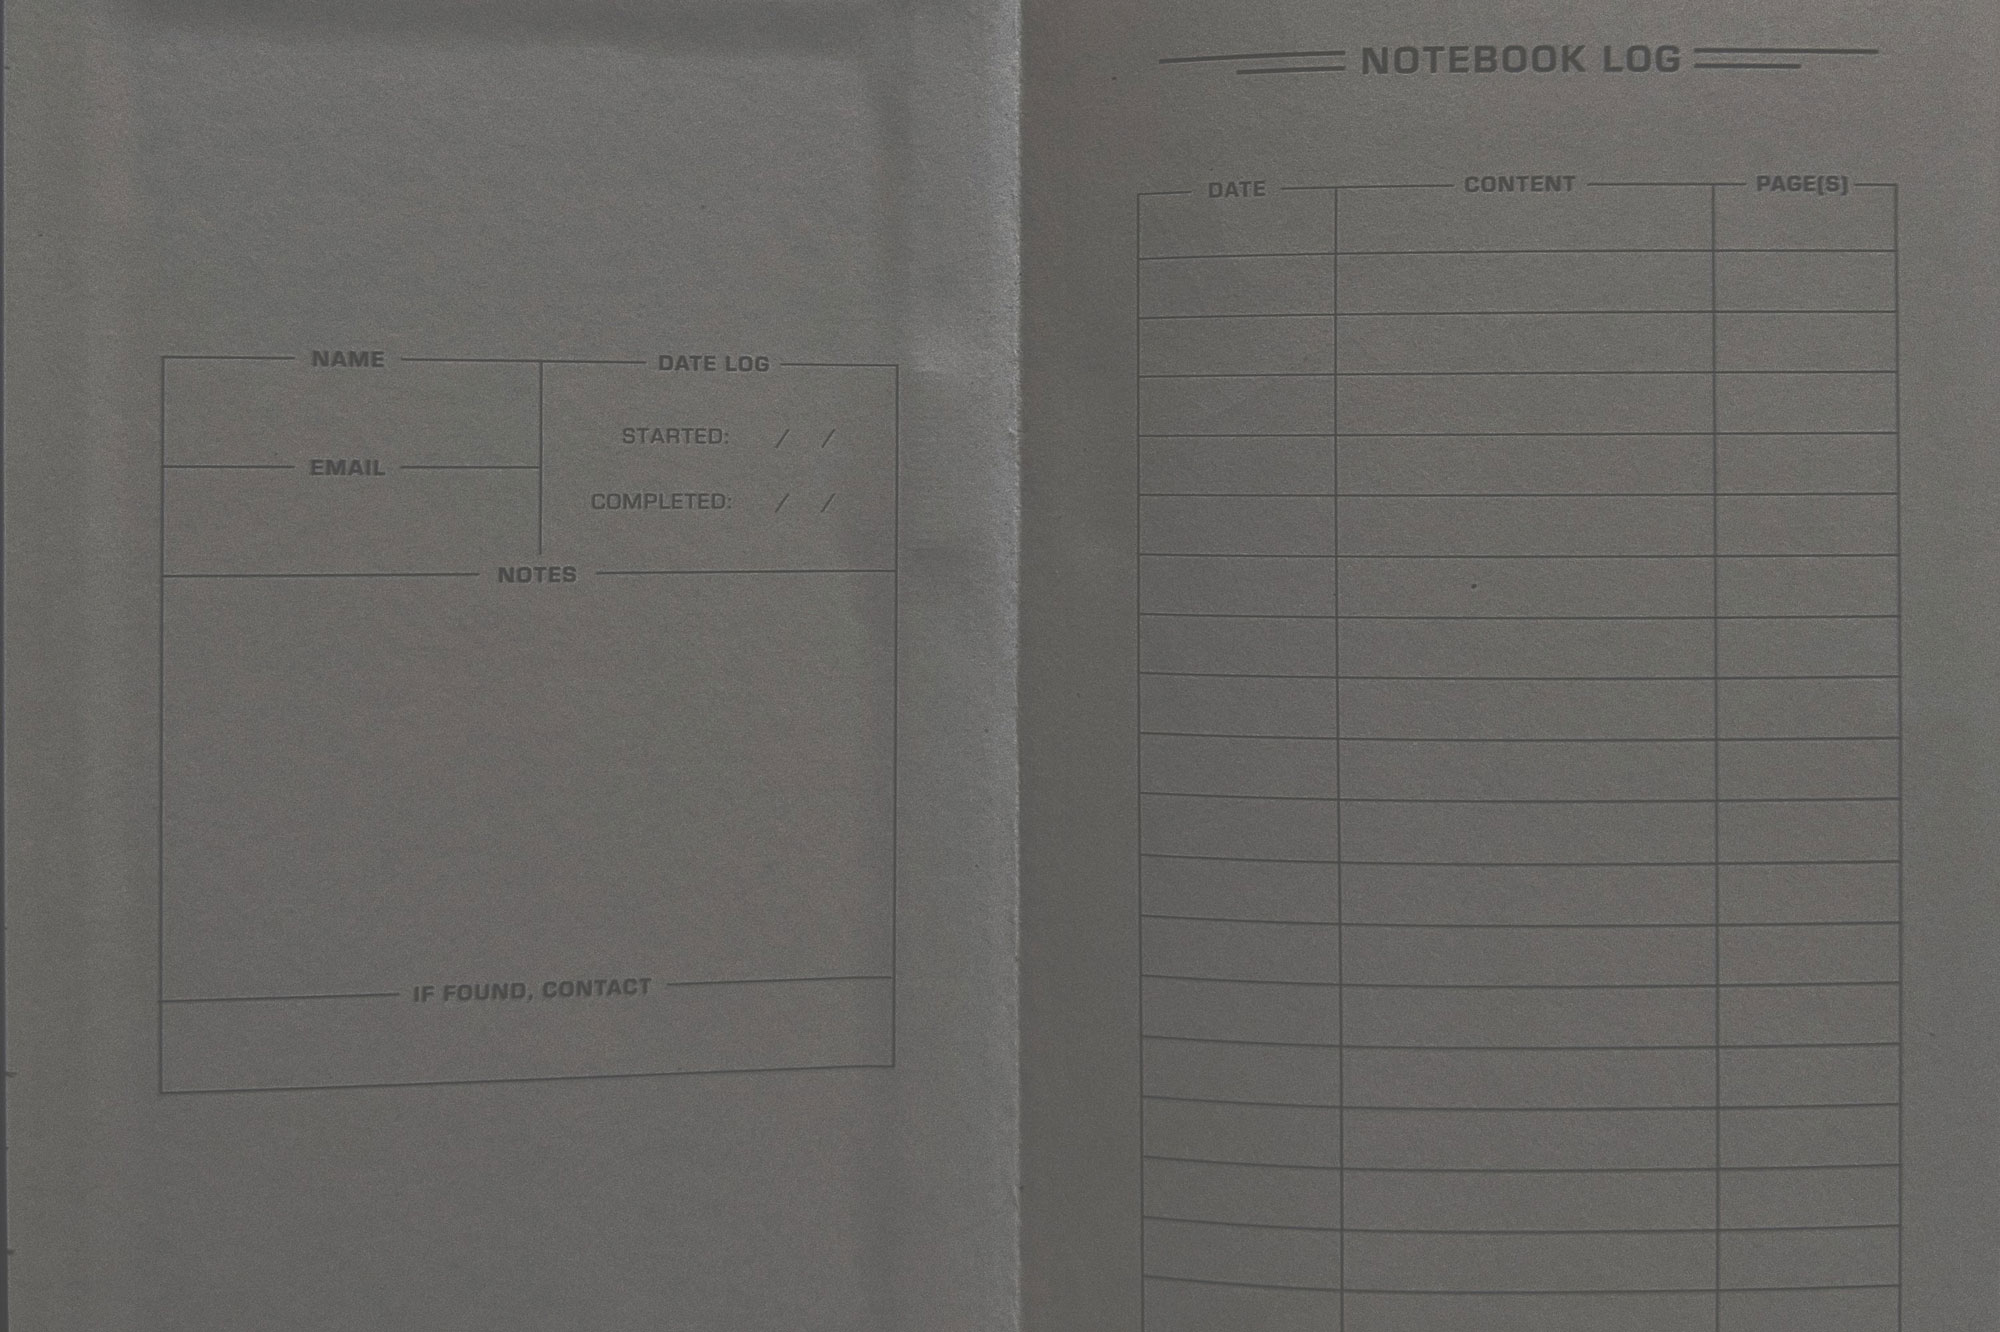 NAME
DATE LOG
STARTED: / /
EMAIL
COMPLETED: / /
NOTES
IF FOUND, CONTACT
NOTEBOOK LOG
DATE CONTENT PAGE(S)